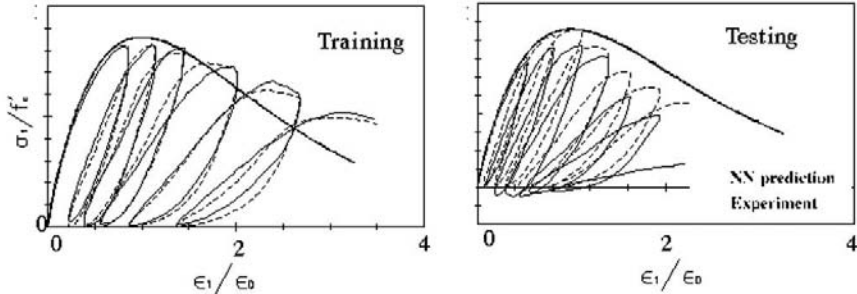 Training
σ₁/f'c
0
0
2
4
ϵ₁/ϵ₀
Testing
NN prediction
Experiment
0
2
4
ϵ₁/ϵ₀